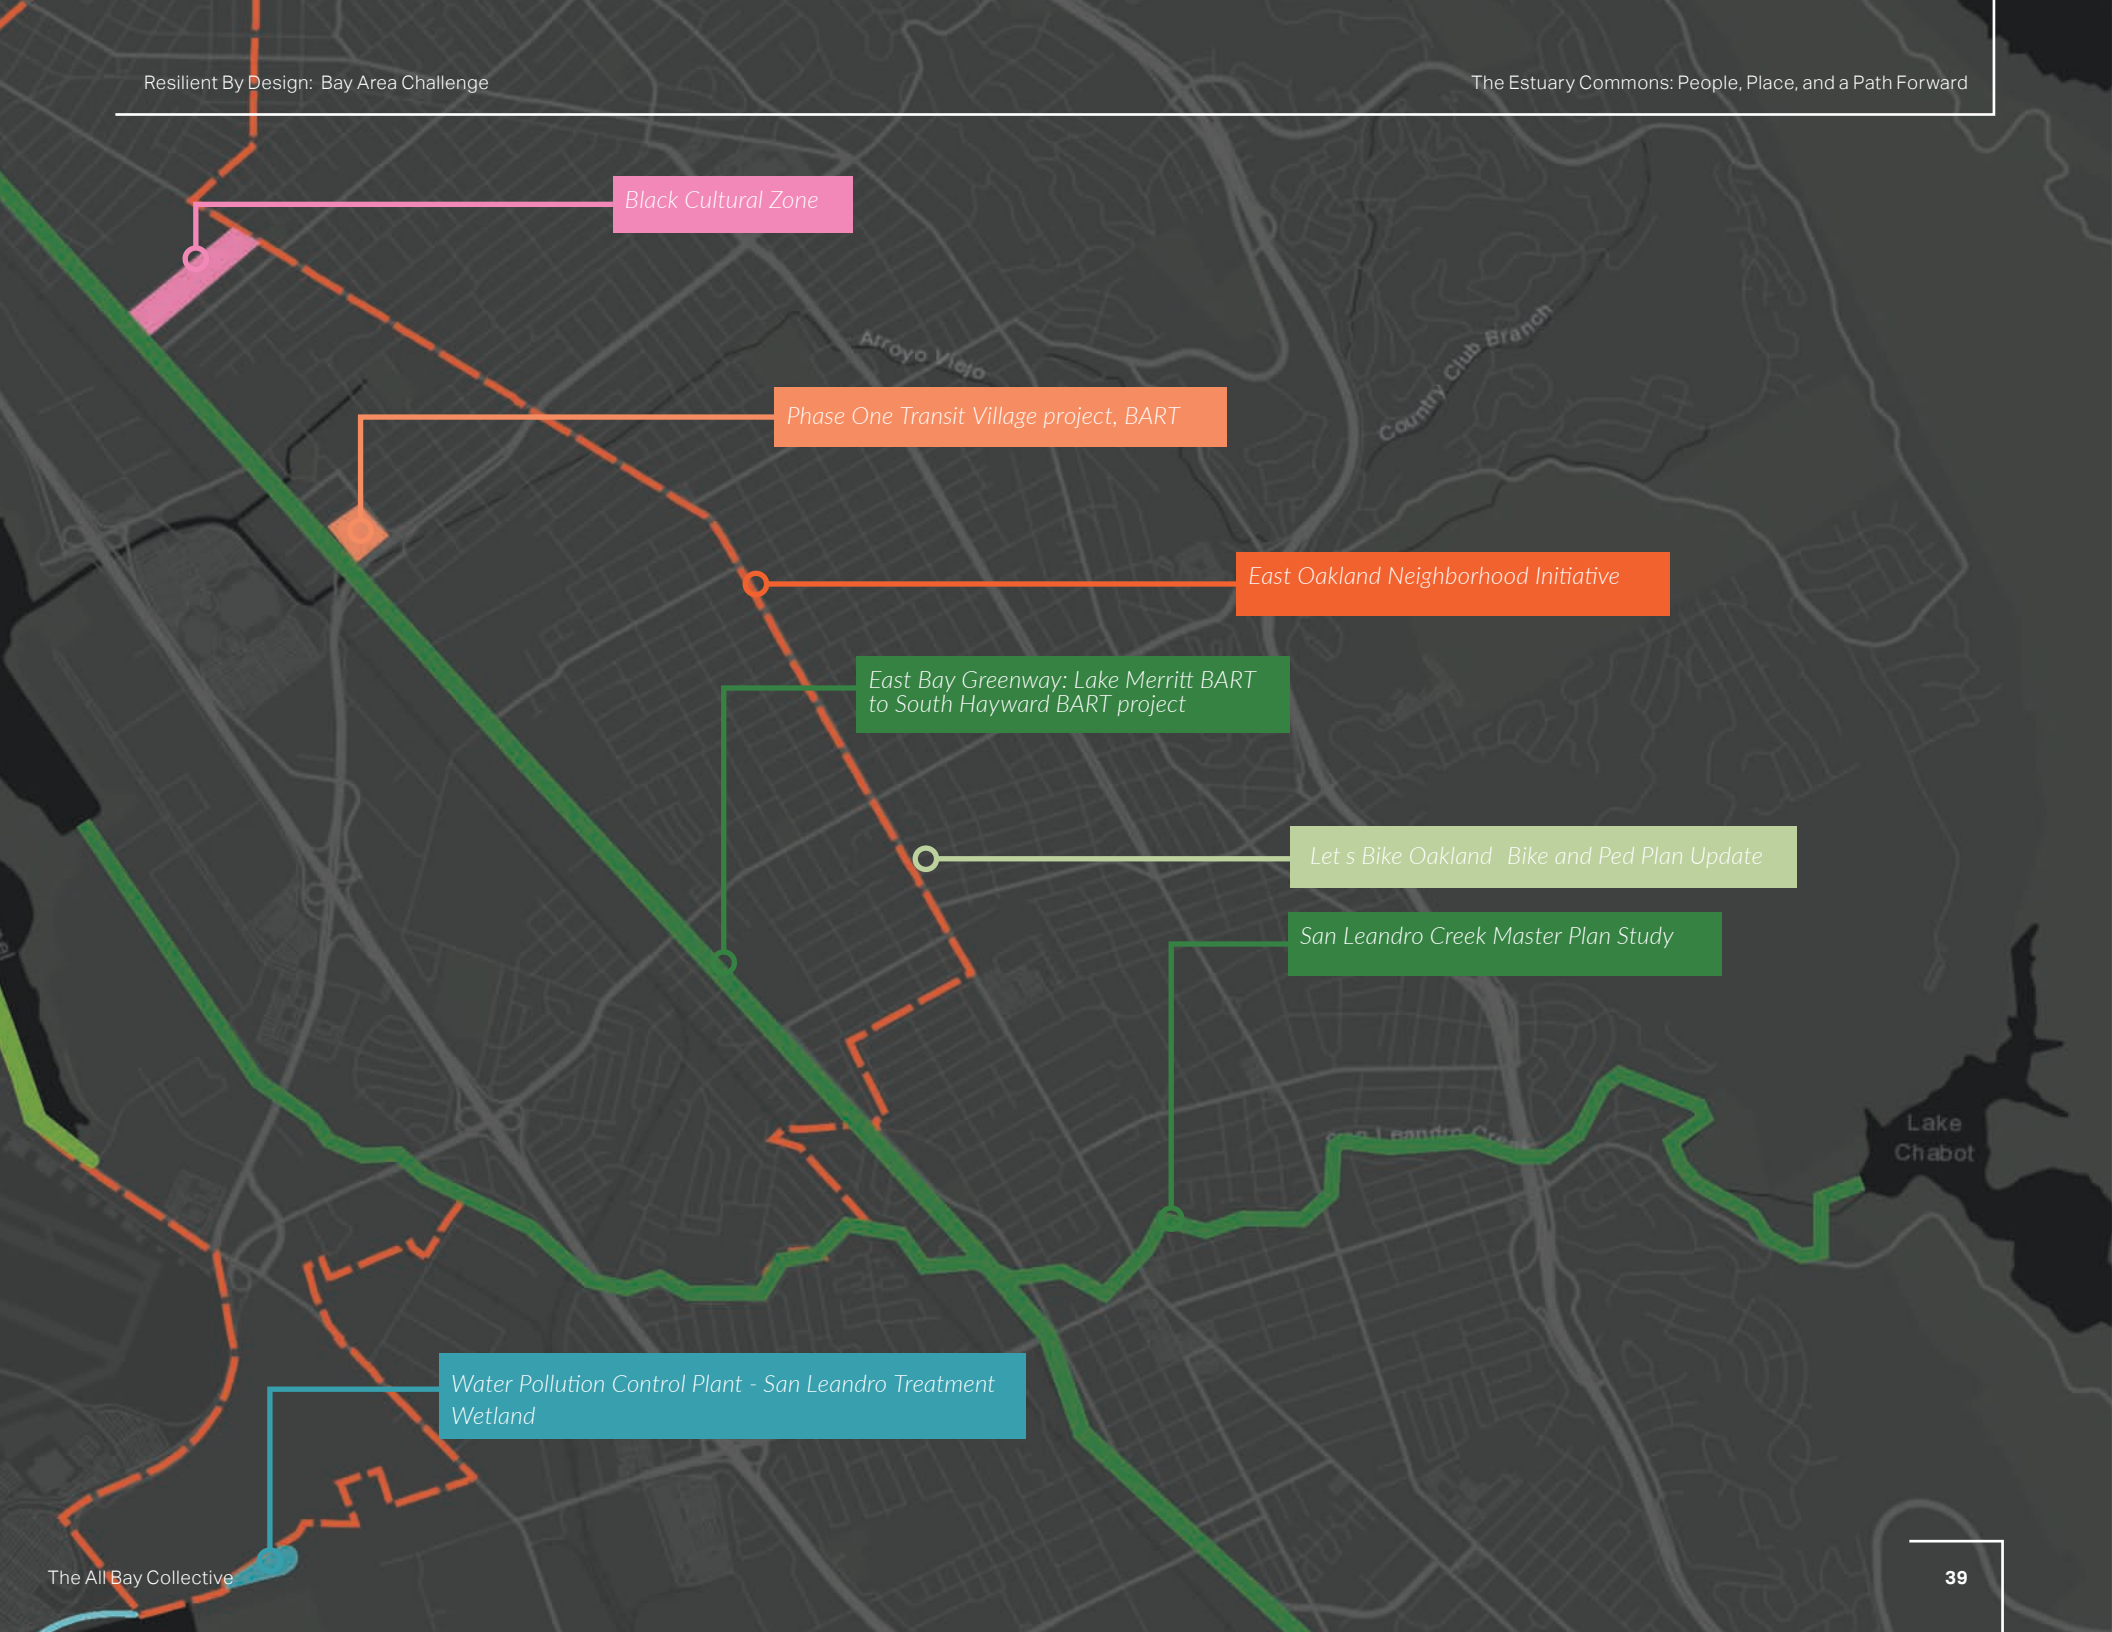 Resilient By Design:  Bay Area Challenge
The Estuary Commons: People, Place, and a Path Forward
Black Cultural Zone
Arroyo Viejo
Country Club Branch
Phase One Transit Village project, BART
East Oakland Neighborhood Initiative
East Bay Greenway: Lake Merritt BART
to South Hayward BART project
Let s Bike Oakland  Bike and Ped Plan Update
San Leandro Creek Master Plan Study
San Leandro Creek
Lake
Chabot
Water Pollution Control Plant - San Leandro Treatment
Wetland
The All Bay Collective
39